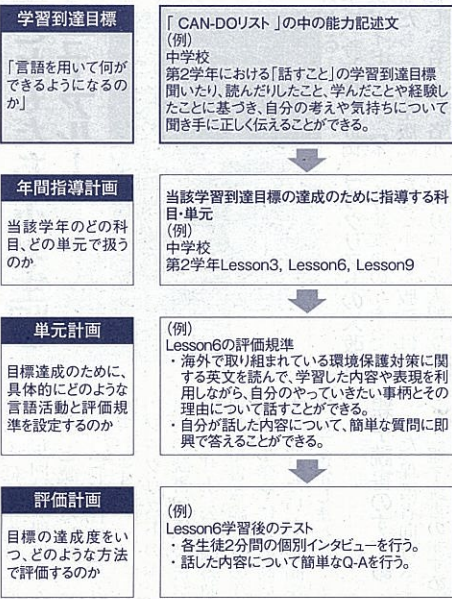 学習到達目標
「言語を用いて何が
できるようになるの
か」
「 CAN-DOリスト 」の中の能力記述文
(例)
中学校
第2学年における「話すこと」の学習到達目標
聞いたり、読んだりしたこと、学んだことや経験し
たことに基づき、自分の考えや気持ちについて
聞き手に正しく伝えることができる。
年間指導計画
当該学年のどの科
目、どの単元で扱う
のか
当該学習到達目標の達成のために指導する科
目・単元
(例)
中学校
第2学年Lesson3, Lesson6, Lesson9
単元計画
目標達成のために、
具体的にどのような
言語活動と評価規
準を設定するのか
(例)
Lesson6の評価規準
・海外で取り組まれている環境保護対策に関
する英文を読んで、学習した内容や表現を利
用しながら、自分のやっていきたい事柄とその
理由について話すことができる。
・自分が話した内容について、簡単な質問に即
興で答えることができる。
評価計画
目標の達成度をい
つ、どのような方法
で評価するのか
(例)
Lesson6学習後のテスト
・各生徒2分間の個別インタビューを行う。
・話した内容について簡単なQ-Aを行う。